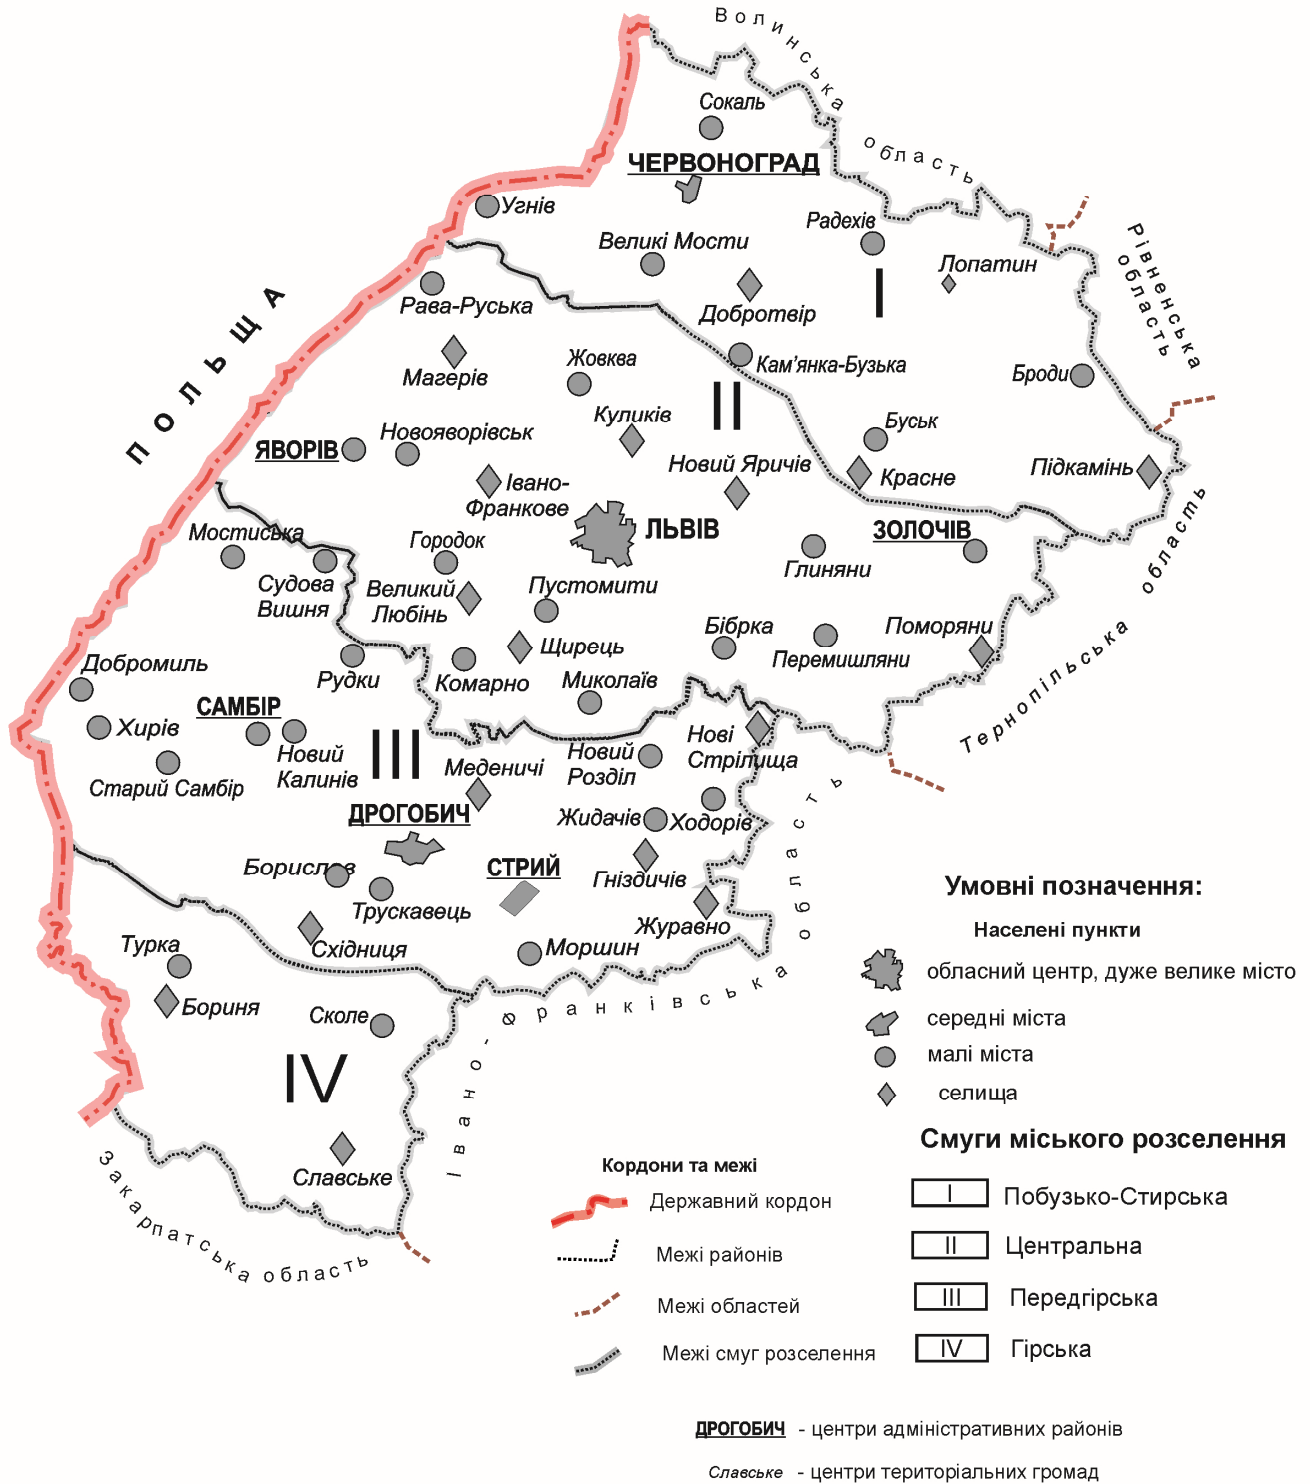 Волинська область
Сокаль
ЧЕРВОНОГРАД
Угнів
Великі Мости
Радехів
Лопатин
Рівненська
область
ПОЛЬЩА
Рава-Руська
Добротвір
I
Магерів
Жовква
Кам'янка-Бузька
Броди
II
Куликів
Буськ
Новояворівськ
ЯВОРІВ
Новий Яричів
Красне
Підкамінь
Івано-
Франкове
ЛЬВІВ
ЗОЛОЧІВ
Мостиська
Городок
Судова
Вишня
Великий
Любінь
Пустомити
Глиняни
Тернопільська область
Бібрка
Поморяни
Щирець
Перемишляни
Добромиль
Рудки
Комарно
Миколаїв
САМБІР
Хирів
Новий
Калинів
III
Новий
Розділ
Нові
Стрілища
Старий Самбір
Меденичі
ДРОГОБИЧ
Жидачів
Ходорів
Борислав
СТРИЙ
Гніздичів
Трускавець
Журавно
Східниця
Моршин
Турка
Бориня
Сколе
IV
Івано-Франківська область
Славське
Закарпатська область
Умовні позначення:
Населені пункти
обласний центр, дуже велике місто
середні міста
малі міста
селища
Смуги міського розселення
I Побузько-Стирська
II Центральна
III Передгірська
IV Гірська
Кордони та межі
Державний кордон
Межі районів
Межі областей
Межі смуг розселення
ДРОГОБИЧ - центри адміністративних районів
Славське - центри територіальних громад